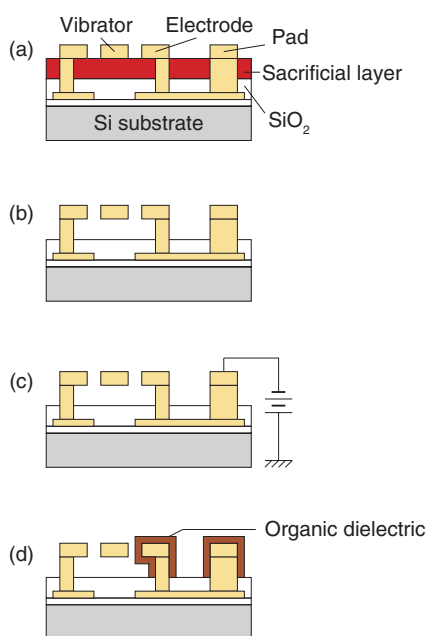 Vibrator Electrode
(a) Pad
Sacrificial layer
SiO₂
Si substrate
(b)
(c)
Organic dielectric
(d)